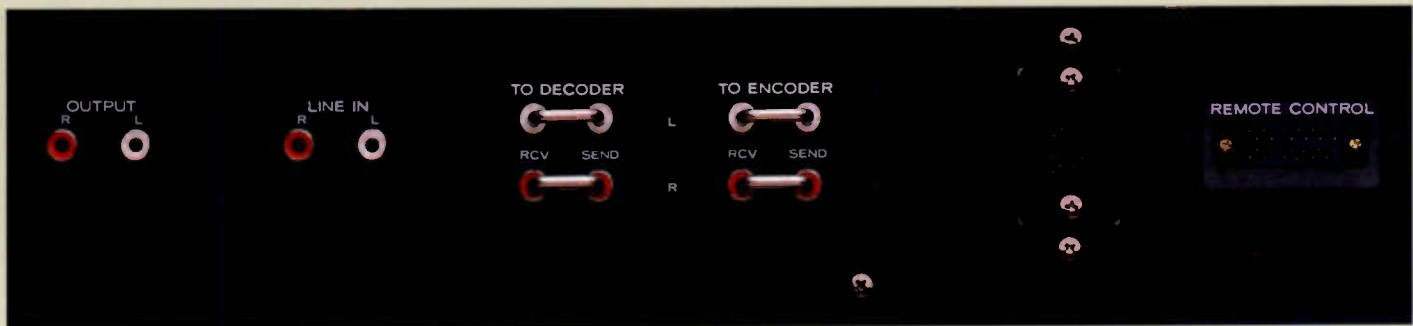 OUTPUT
R L
LINE IN
R L
TO DECODER
TO ENCODER
L
RCV SEND
RCV SEND
R
REMOTE CONTROL